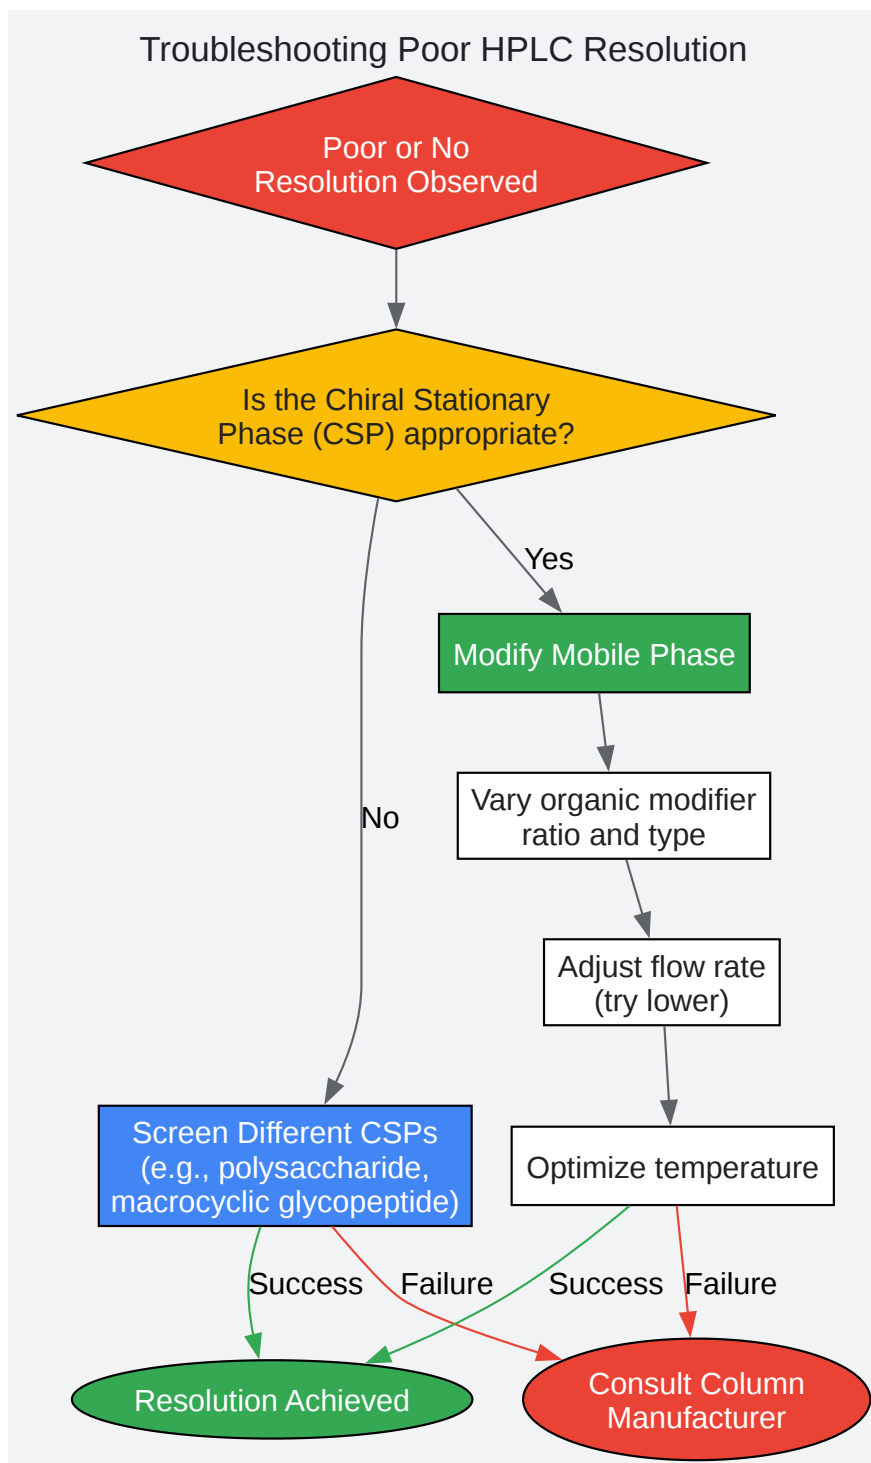 Troubleshooting Poor HPLC Resolution
Poor or No
Resolution Observed
Is the Chiral Stationary
Phase (CSP) appropriate?
Yes
Modify Mobile Phase
Vary organic modifier
ratio and type
No
Adjust flow rate
(try lower)
Screen Different CSPs
(e.g., polysaccharide,
macrocyclic glycopeptide)
Optimize temperature
Success
Failure
Success
Failure
Resolution Achieved
Consult Column
Manufacturer